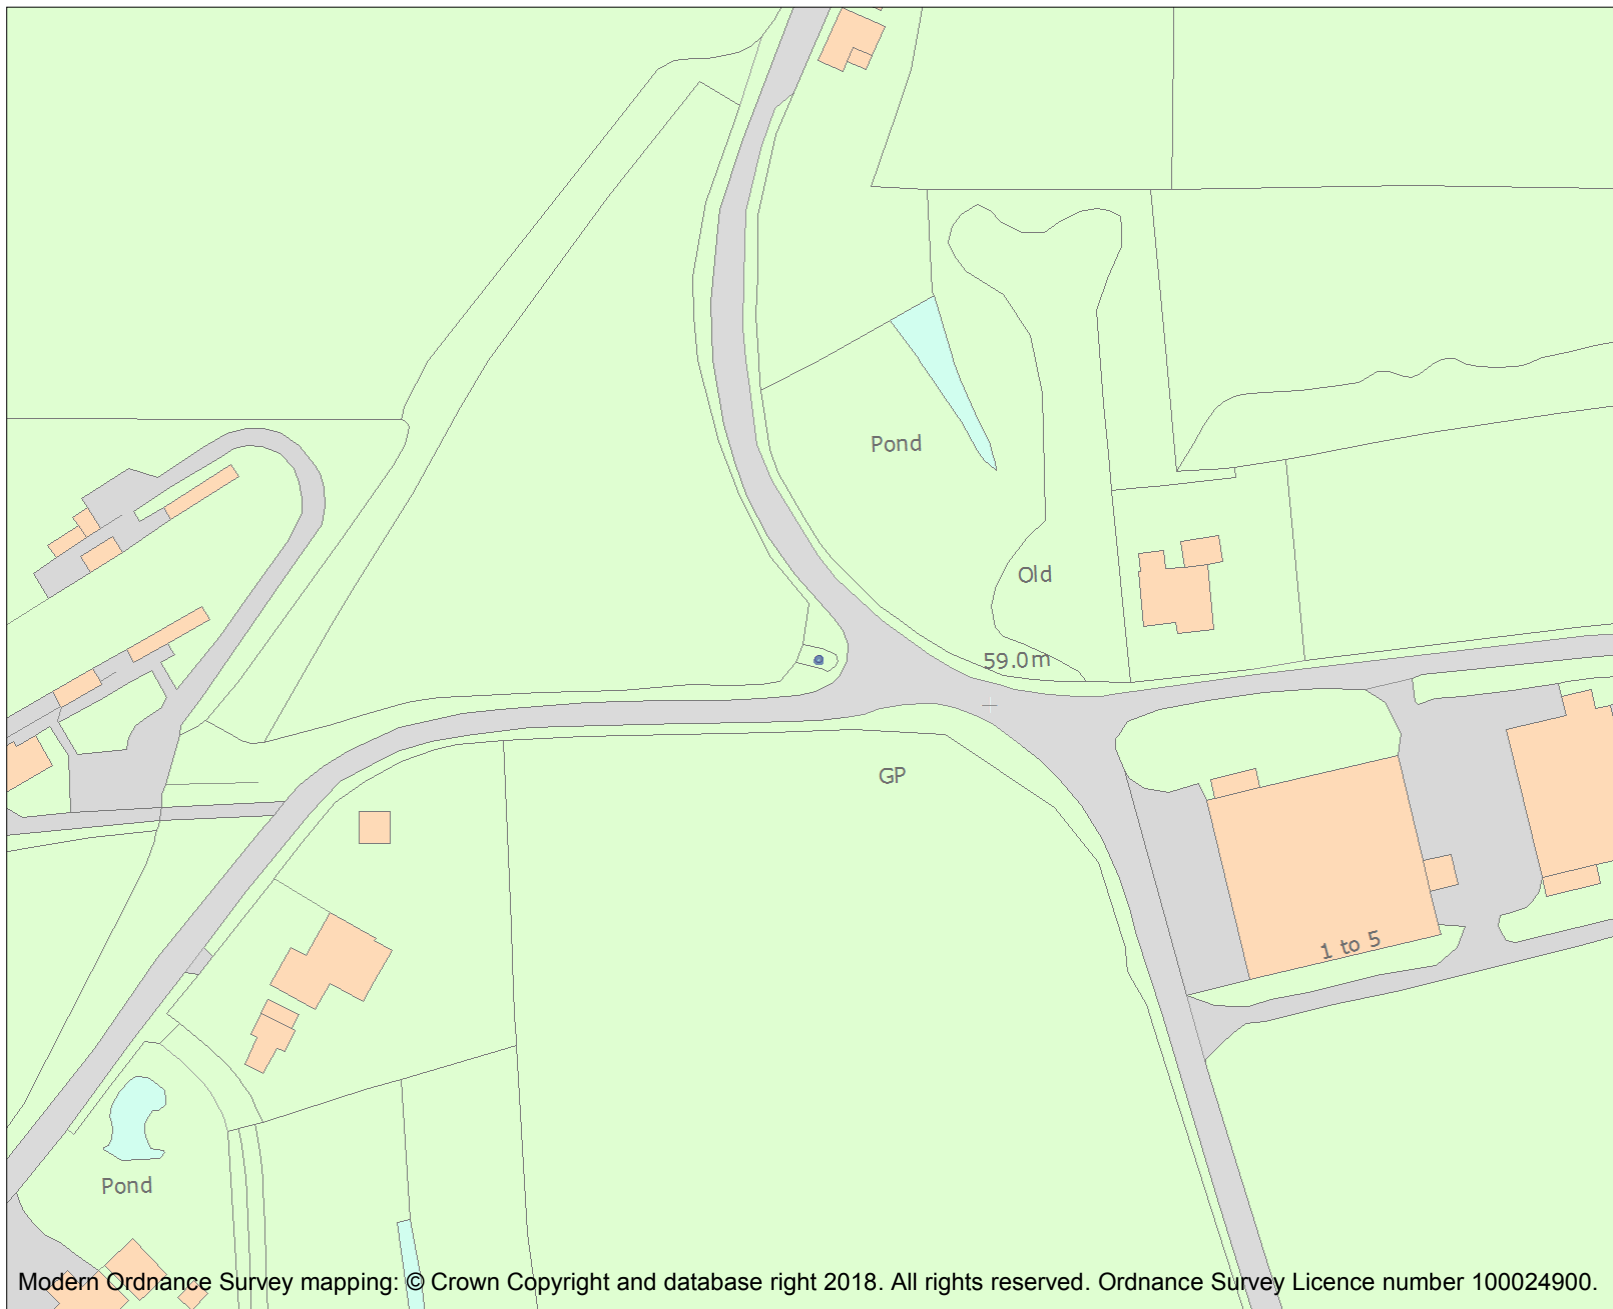 Pond
Old
59.0m
GP
1 to 5
Pond
Modern Ordnance Survey mapping: © Crown Copyright and database right 2018. All rights reserved. Ordnance Survey Licence number 100024900.